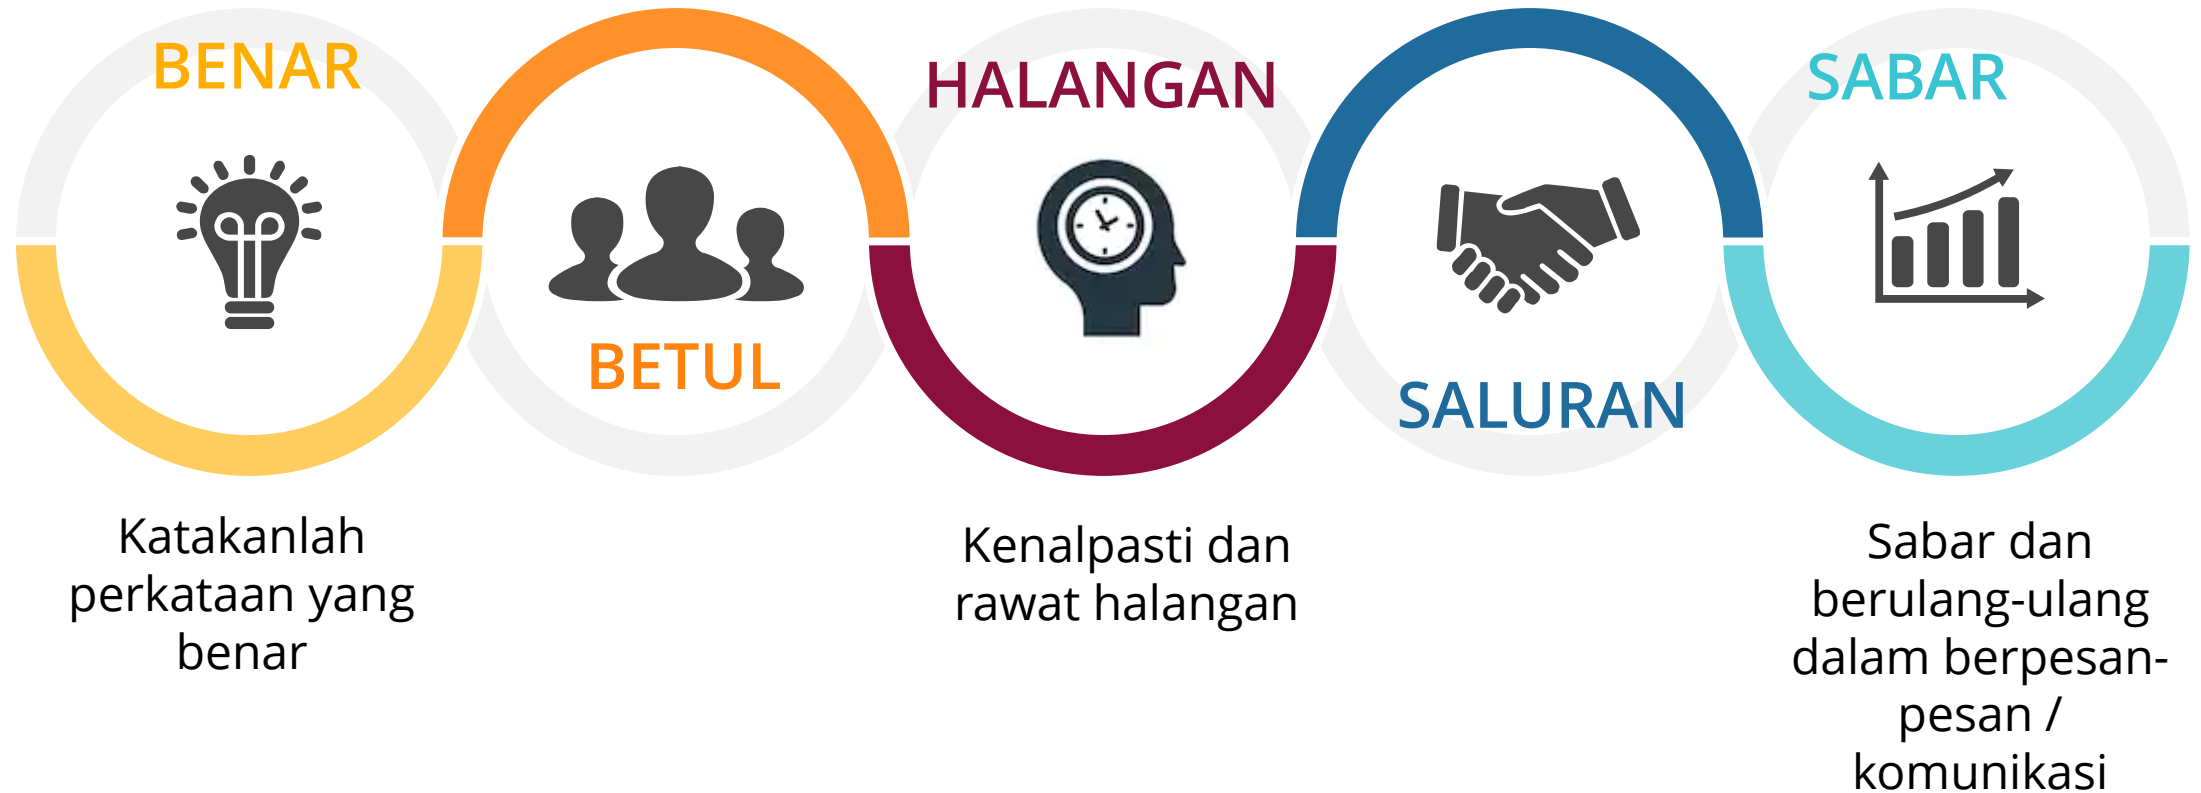 BENAR
BETUL
HALANGAN
SALURAN
SABAR
Katakanlah
perkataan yang
benar
Kenalpasti dan
rawat halangan
Sabar dan
berulang-ulang
dalam berpesan-
pesan /
komunikasi